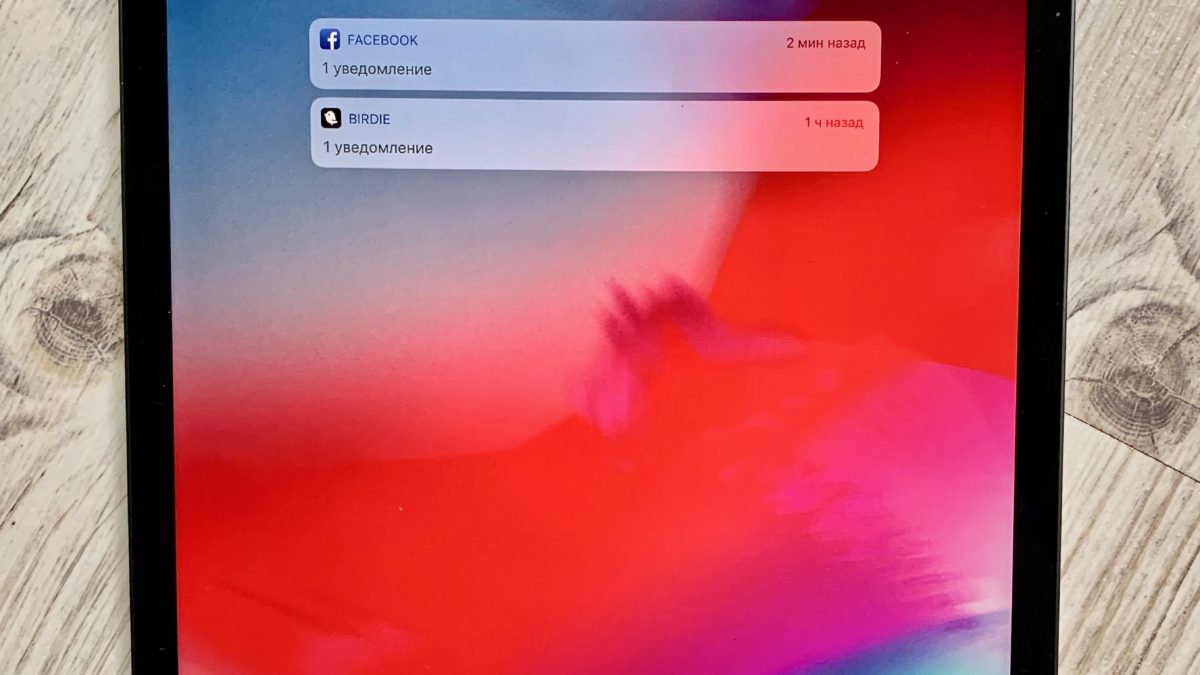 FACEBOOK
2 мин назад
1 уведомление
BIRDIE
1 ч назад
1 уведомление